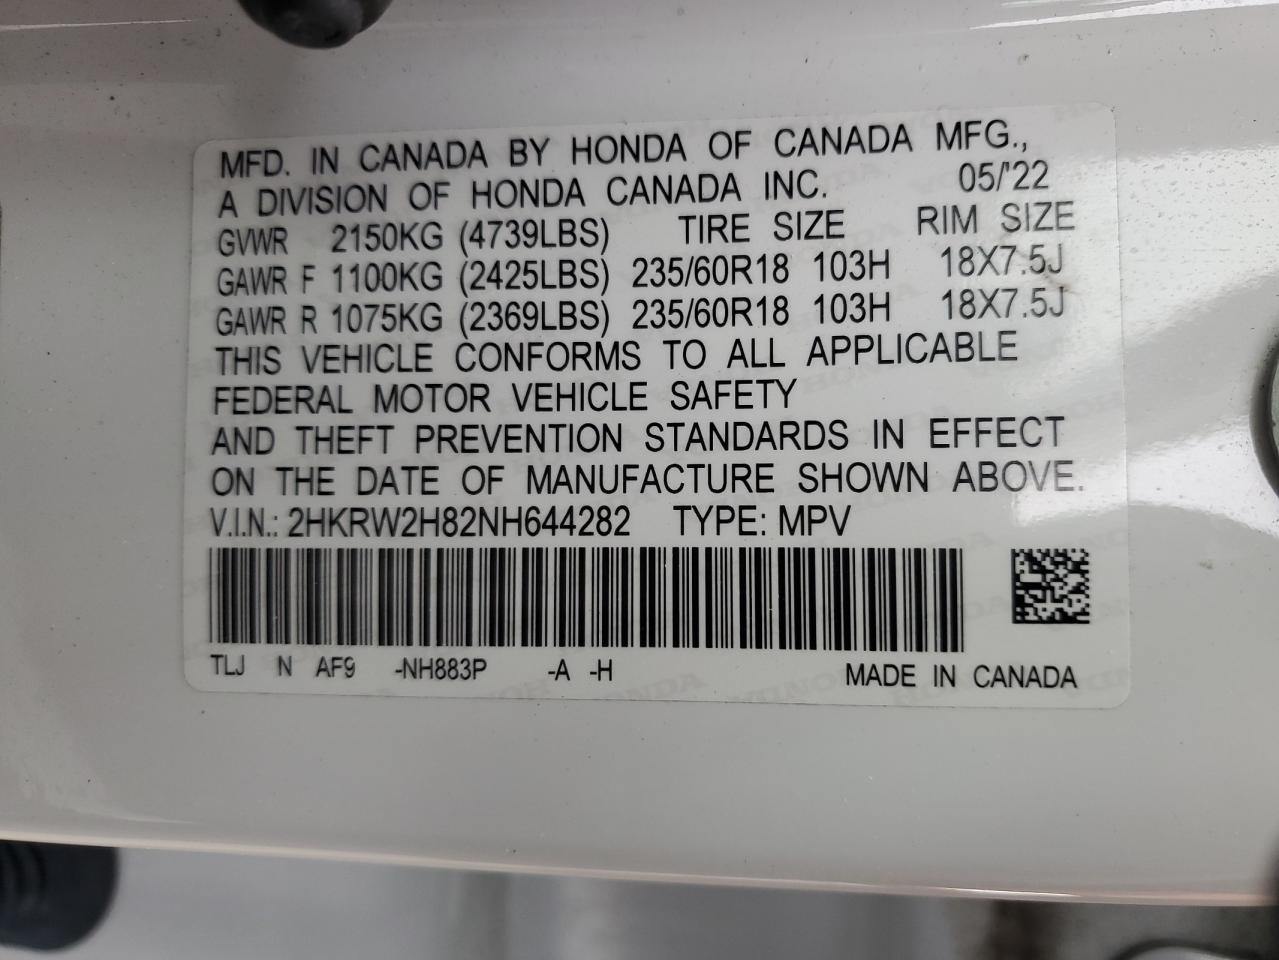 MFD. IN CANADA BY HONDA OF CANADA MFG.,
A DIVISION OF HONDA CANADA INC. 05/'22
GVWR 2150KG (4739LBS) TIRE SIZE RIM SIZE
GAWR F 1100KG (2425LBS) 235/60R18 103H 18X7.5J
GAWR R 1075KG (2369LBS) 235/60R18 103H 18X7.5J
THIS VEHICLE CONFORMS TO ALL APPLICABLE
FEDERAL MOTOR VEHICLE SAFETY
AND THEFT PREVENTION STANDARDS IN EFFECT
ON THE DATE OF MANUFACTURE SHOWN ABOVE.
V.I.N.: 2HKRW2H82NH644282 TYPE: MPV
TLJ N AF9 -NH883P -A -H MADE IN CANADA